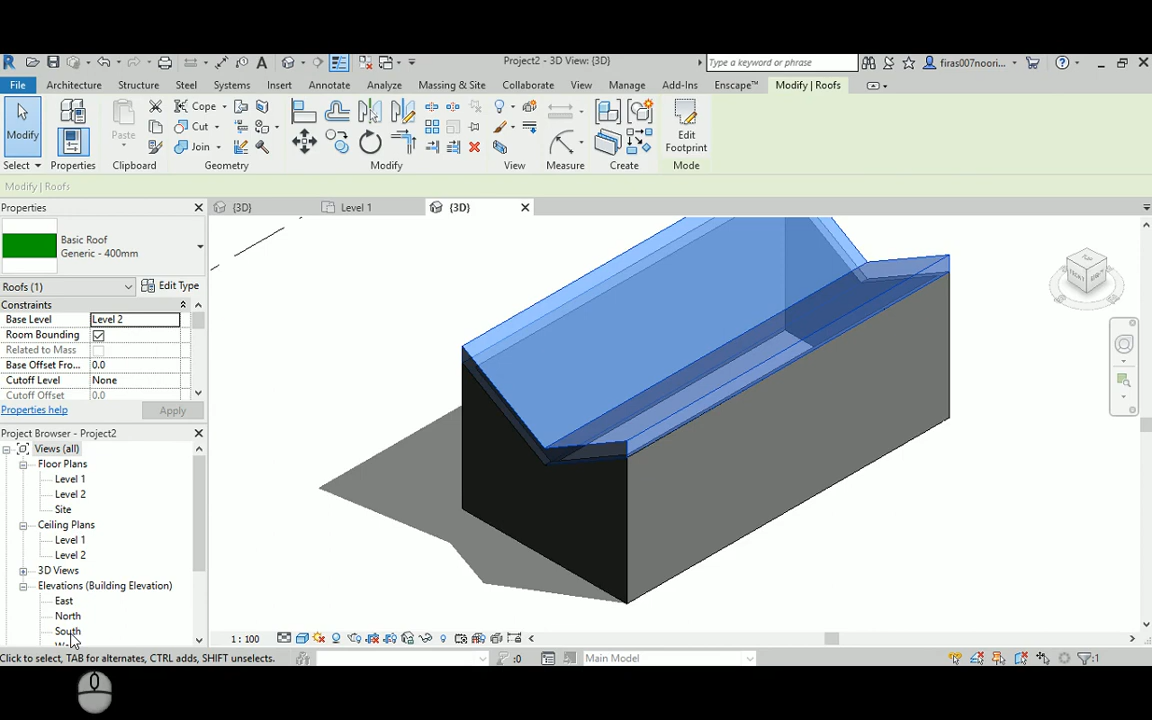 Project2 - 3D View: {3D}
Type a keyword or phrase
firas007noori...
File
Architecture
Structure
Steel
Systems
Insert
Annotate
Analyze
Massing & Site
Collaborate
View
Manage
Add-Ins
Enscape™
Modify | Roofs
Modify
Paste
Cope
Cut
Join
Edit
Footprint
Select
Properties
Clipboard
Geometry
Modify
View
Measure
Create
Mode
Modify | Roofs
Properties
{3D}
Level 1
{3D}
Basic Roof
Generic - 400mm
Roofs (1)
Edit Type
Constraints
Base Level
Level 2
Room Bounding
Related to Mass
Base Offset Fro...
0.0
Cutoff Level
None
Cutoff Offset
0.0
Properties help
Apply
Project Browser - Project2
Views (all)
Floor Plans
Level 1
Level 2
Site
Ceiling Plans
Level 1
Level 2
3D Views
Elevations (Building Elevation)
East
North
South
1 : 100
Click to select, TAB for alternates, CTRL adds, SHIFT unselects.
:0
Main Model
:1